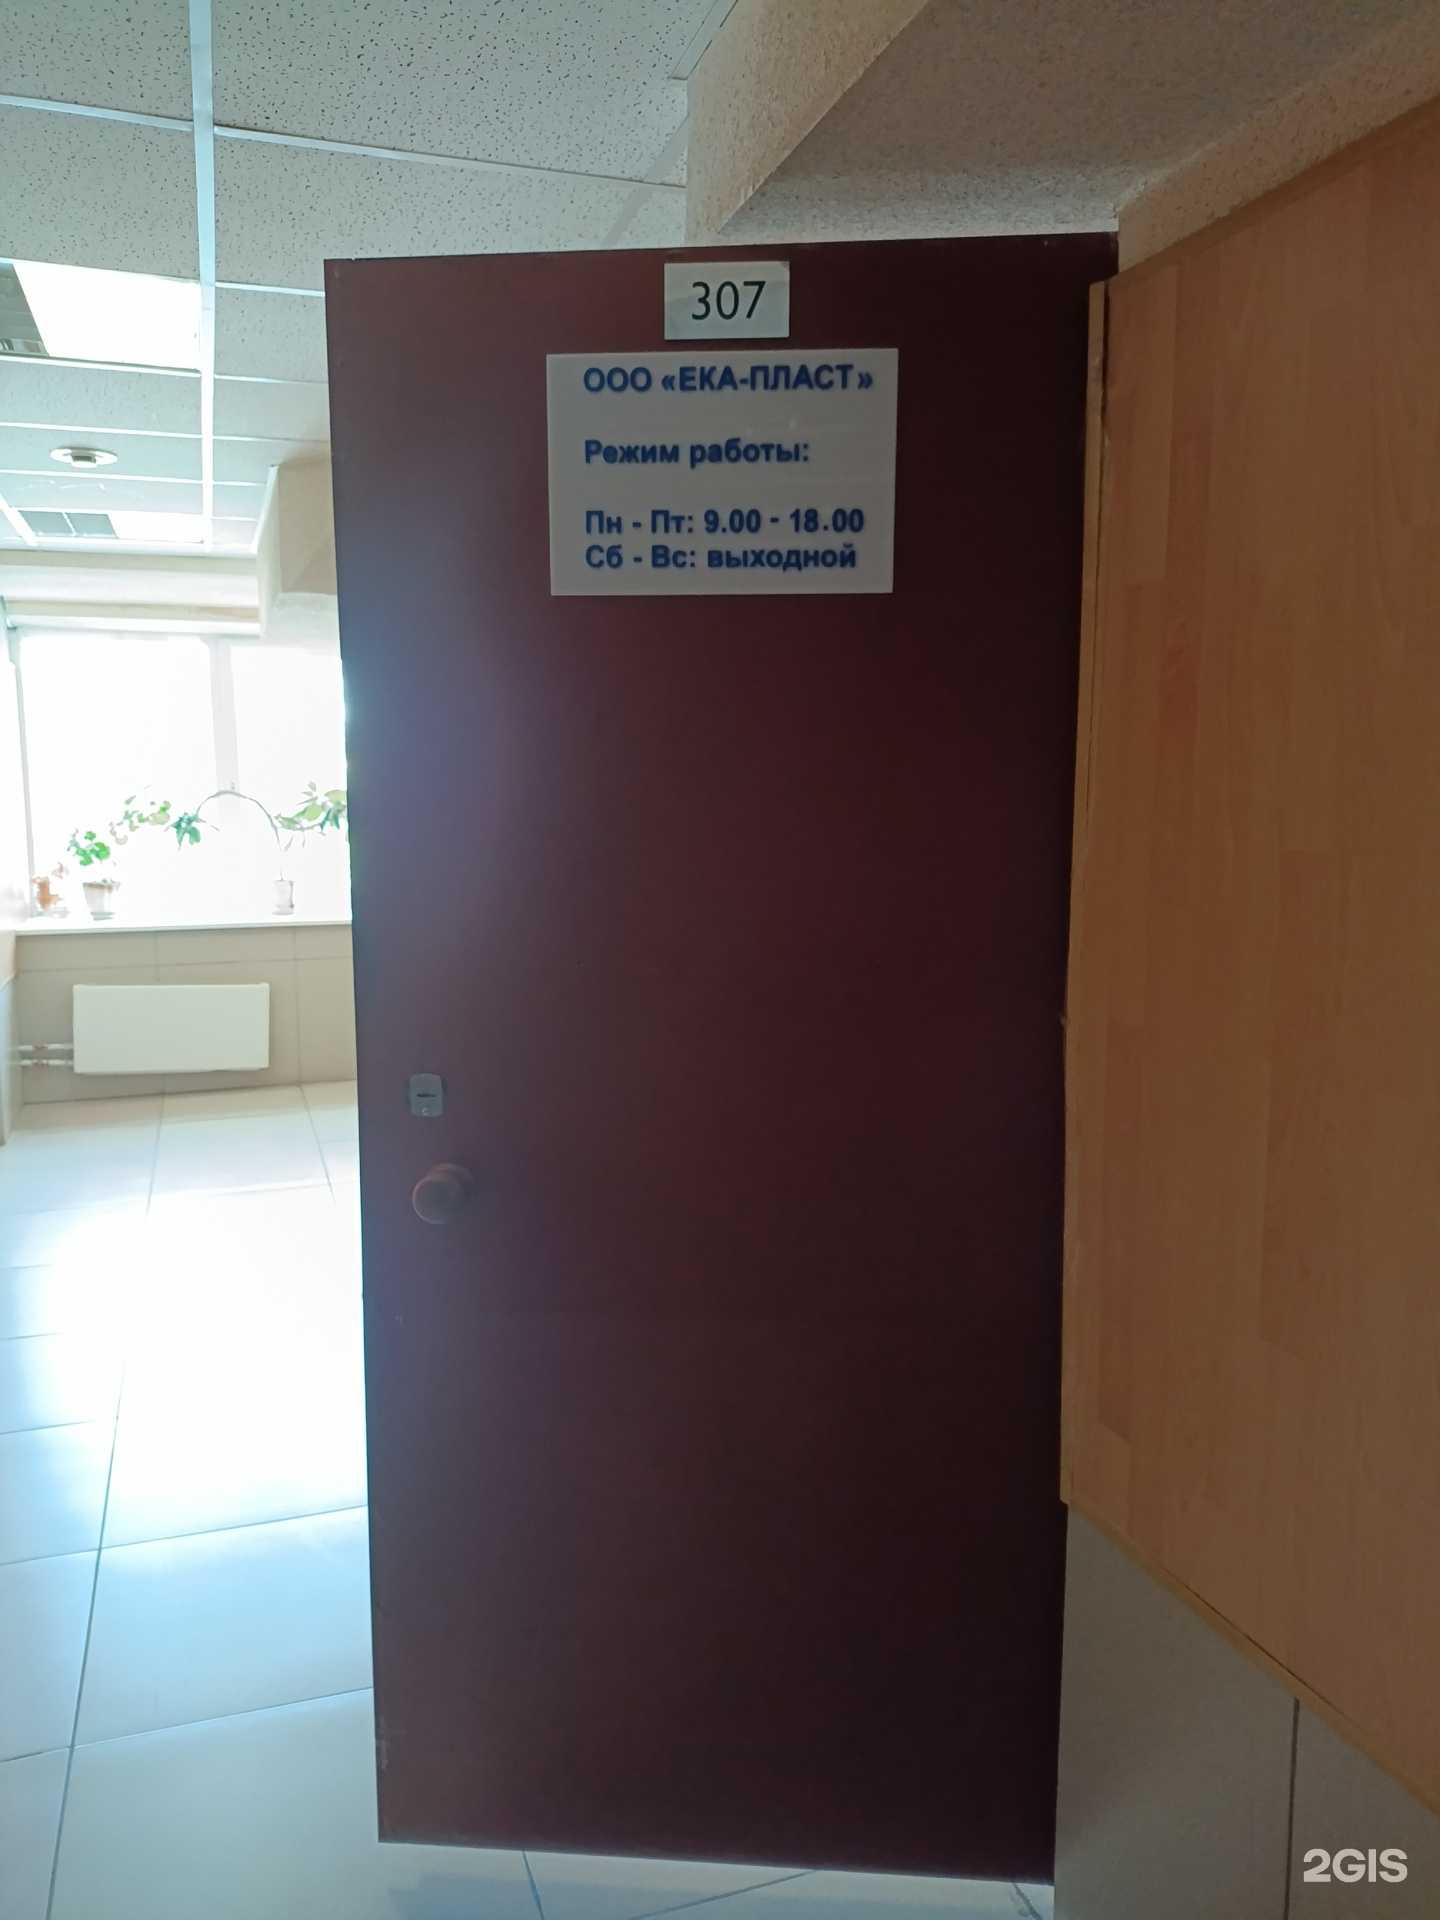 307
ООО «ЕКА-ПЛАСТ»
Режим работы:
Пн - Пт: 9.00 - 18.00
Сб - Вс: выходной
2GIS